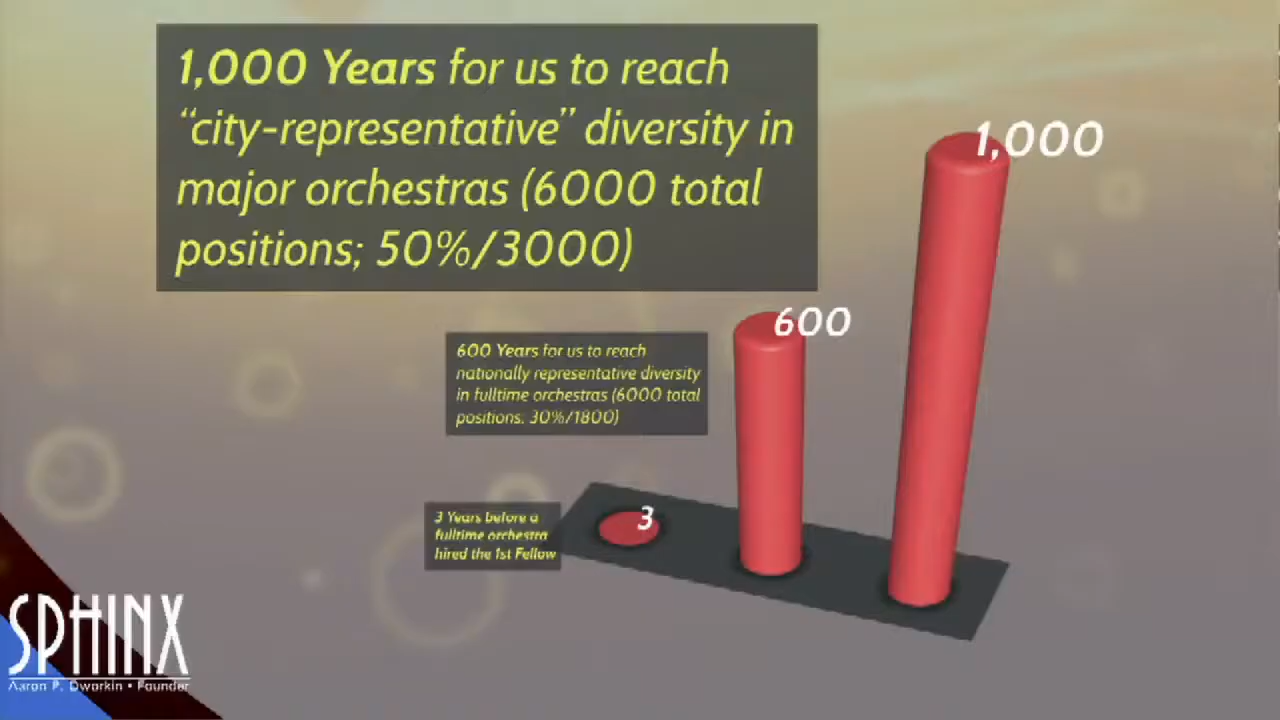 1,000 Years for us to reach
“city-representative” diversity in
major orchestras (6000 total
positions; 50%/3000)
1,000
600
600 Years for us to reach
nationally representative diversity
in fulltime orchestras (6000 total
positions; 30%/1800)
3
3 Years before a
fulltime orchestra
hired the 1st Fellow
SPHINX
Aaron P. Dworkin • Founder